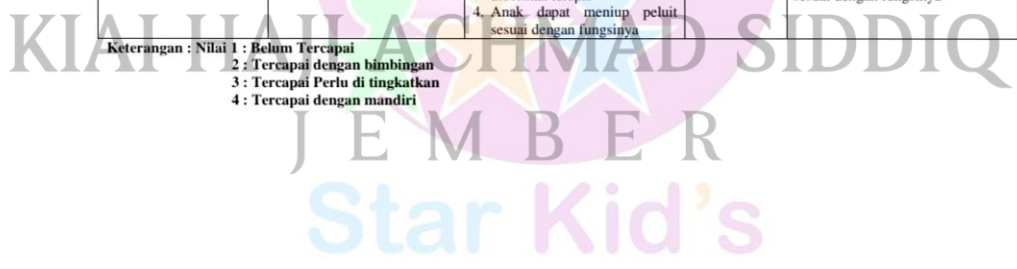 4. Anak dapat meniup peluit
sesuai dengan fungsinya
KIAI HAJI ACHMAD SIDDIQ
Keterangan : Nilai 1 : Belum Tercapai
2 : Tercapai dengan bimbingan
3 : Tercapai Perlu di tingkatkan
4 : Tercapai dengan mandiri
JEMBER
Star Kid's